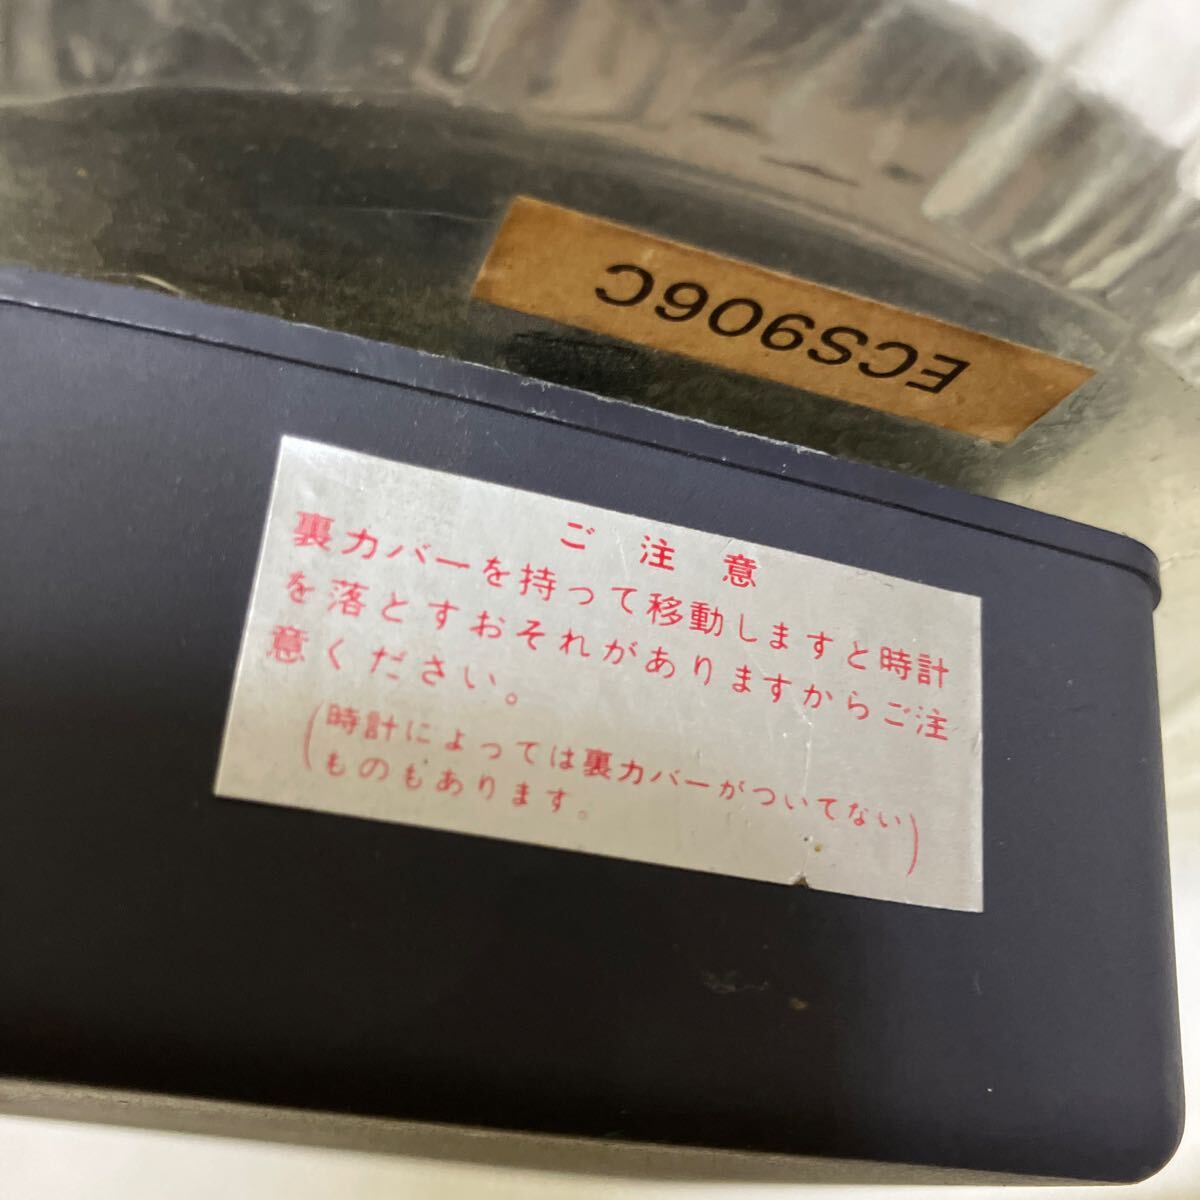 ECS906C
ご注意
裏カバーを持って移動しますと時計
を落とすおそれがありますからご注
意ください。
(時計によっては裏カバーがついてない
ものもあります。)